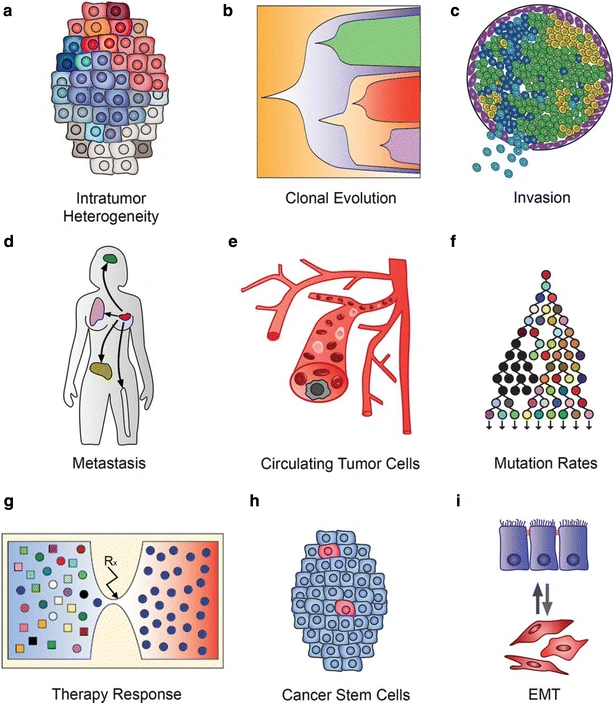 a
b
c
Intratumor
Heterogeneity
Clonal Evolution
Invasion
d
e
f
Metastasis
Circulating Tumor Cells
Mutation Rates
g
h
i
Rx
Therapy Response
Cancer Stem Cells
EMT